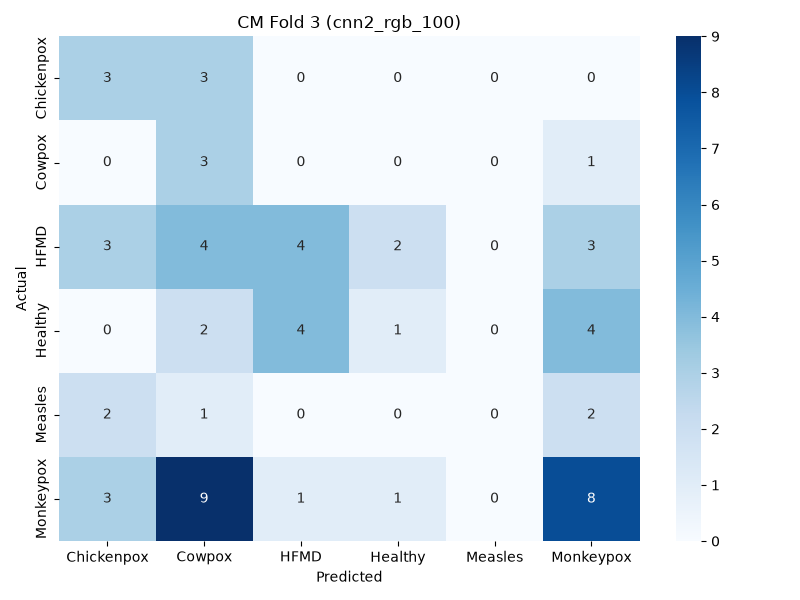 CM Fold 3 (cnn2_rgb_100)
Actual
Chickenpox 3 3 0 0 0 0
Cowpox 0 3 0 0 0 1
HFMD 3 4 4 2 0 3
Healthy 0 2 4 1 0 4
Measles 2 1 0 0 0 2
Monkeypox 3 9 1 1 0 8
Chickenpox Cowpox HFMD Healthy Measles Monkeypox
Predicted
9
8
7
6
5
4
3
2
1
0